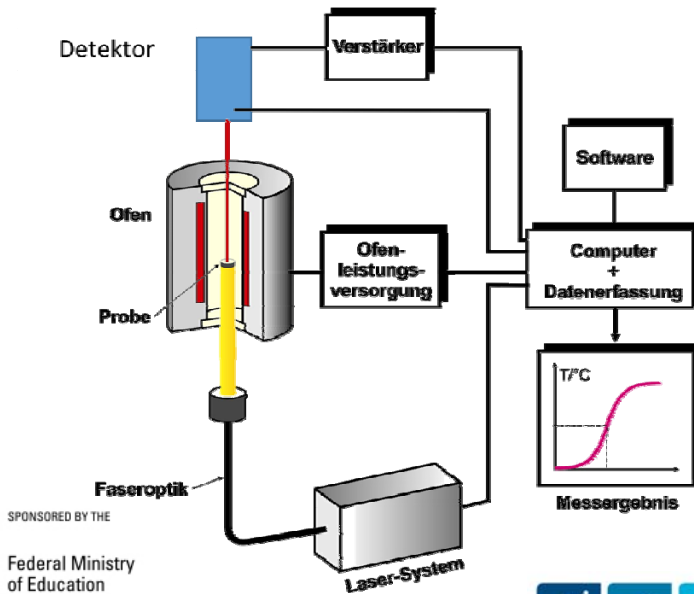 Detektor
Verstärker
Software
Ofen
Ofen-
leistungs-
versorgung
Computer
+
Datenerfassung
Probe
T/°C
Faseroptik
Messergebnis
SPONSORED BY THE
Laser-System
Federal Ministry
of Education